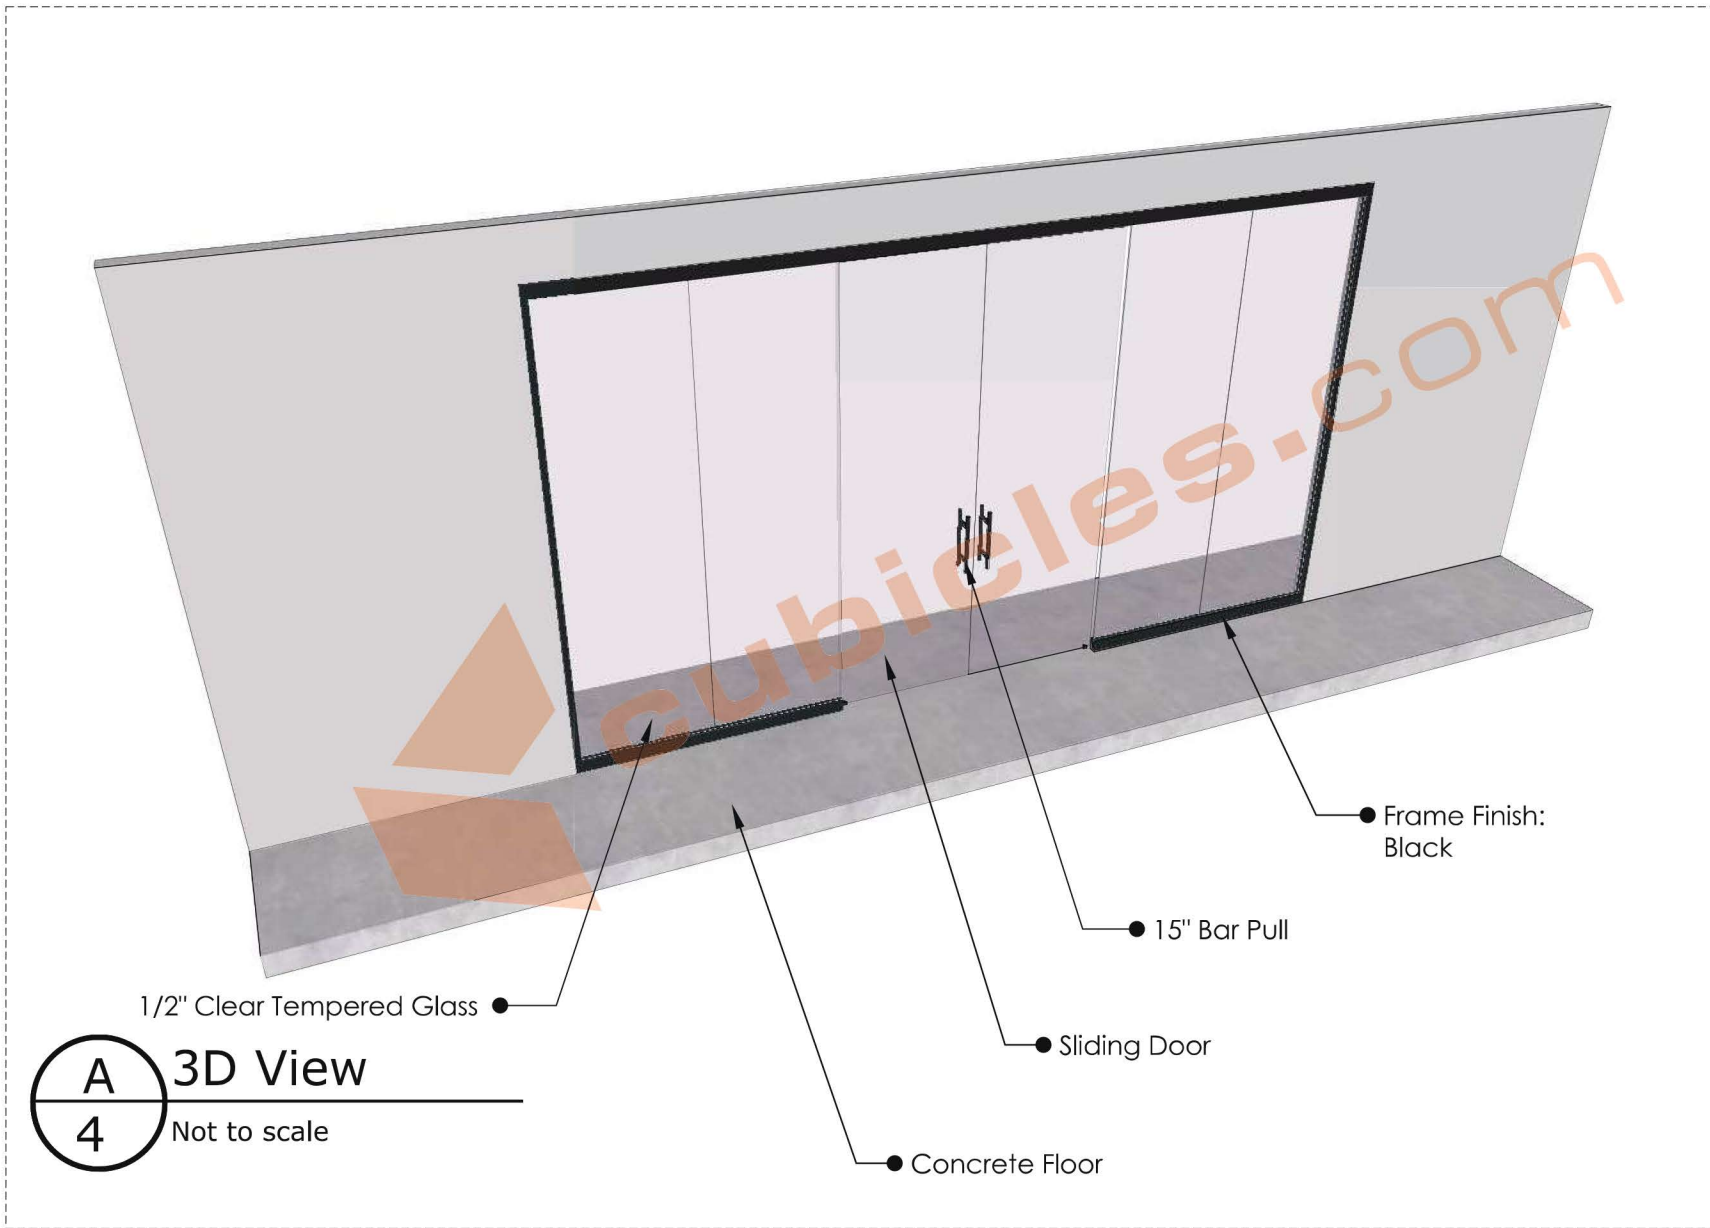 cubicles.com
Frame Finish:
Black
15" Bar Pull
1/2" Clear Tempered Glass
Sliding Door
A
3D View
4
Not to scale
Concrete Floor